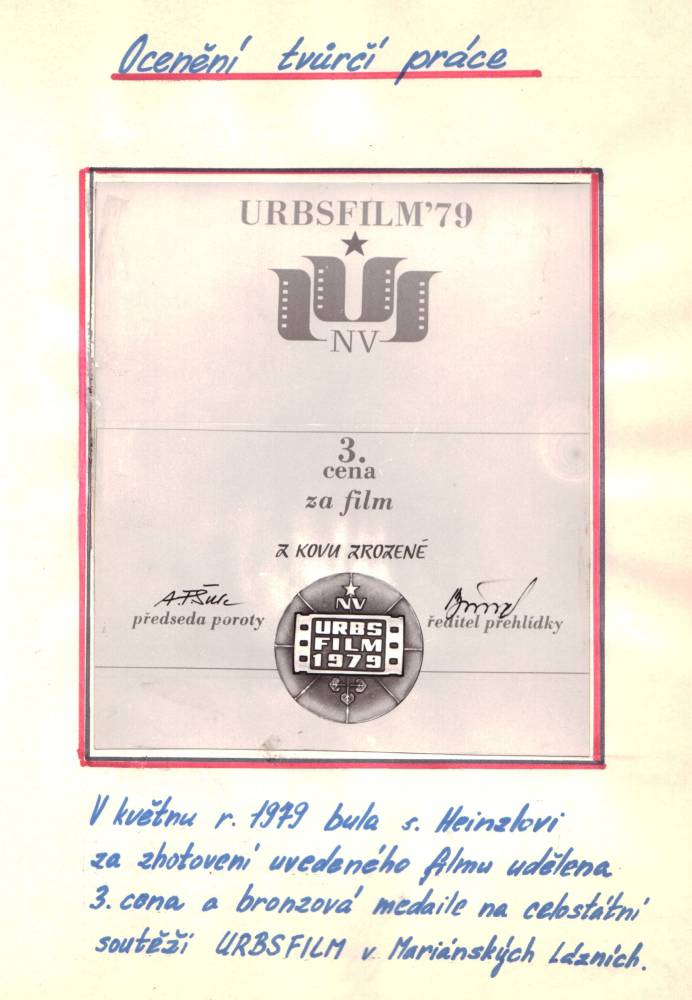 Ocenění tvůrčí práce
URBSFILM'79
NV
3.
cena
za film
Z KOVU ZROZENÉ
předseda poroty
ředitel přehlídky
NV
URBS
FILM
1979
V květnu r. 1979 bula s. Heinzlovi
za zhotovení uvedeného filmu udělena
3. cena a bronzová medaile na celostátní
soutěži URBSFILM v Mariánských Lázních.